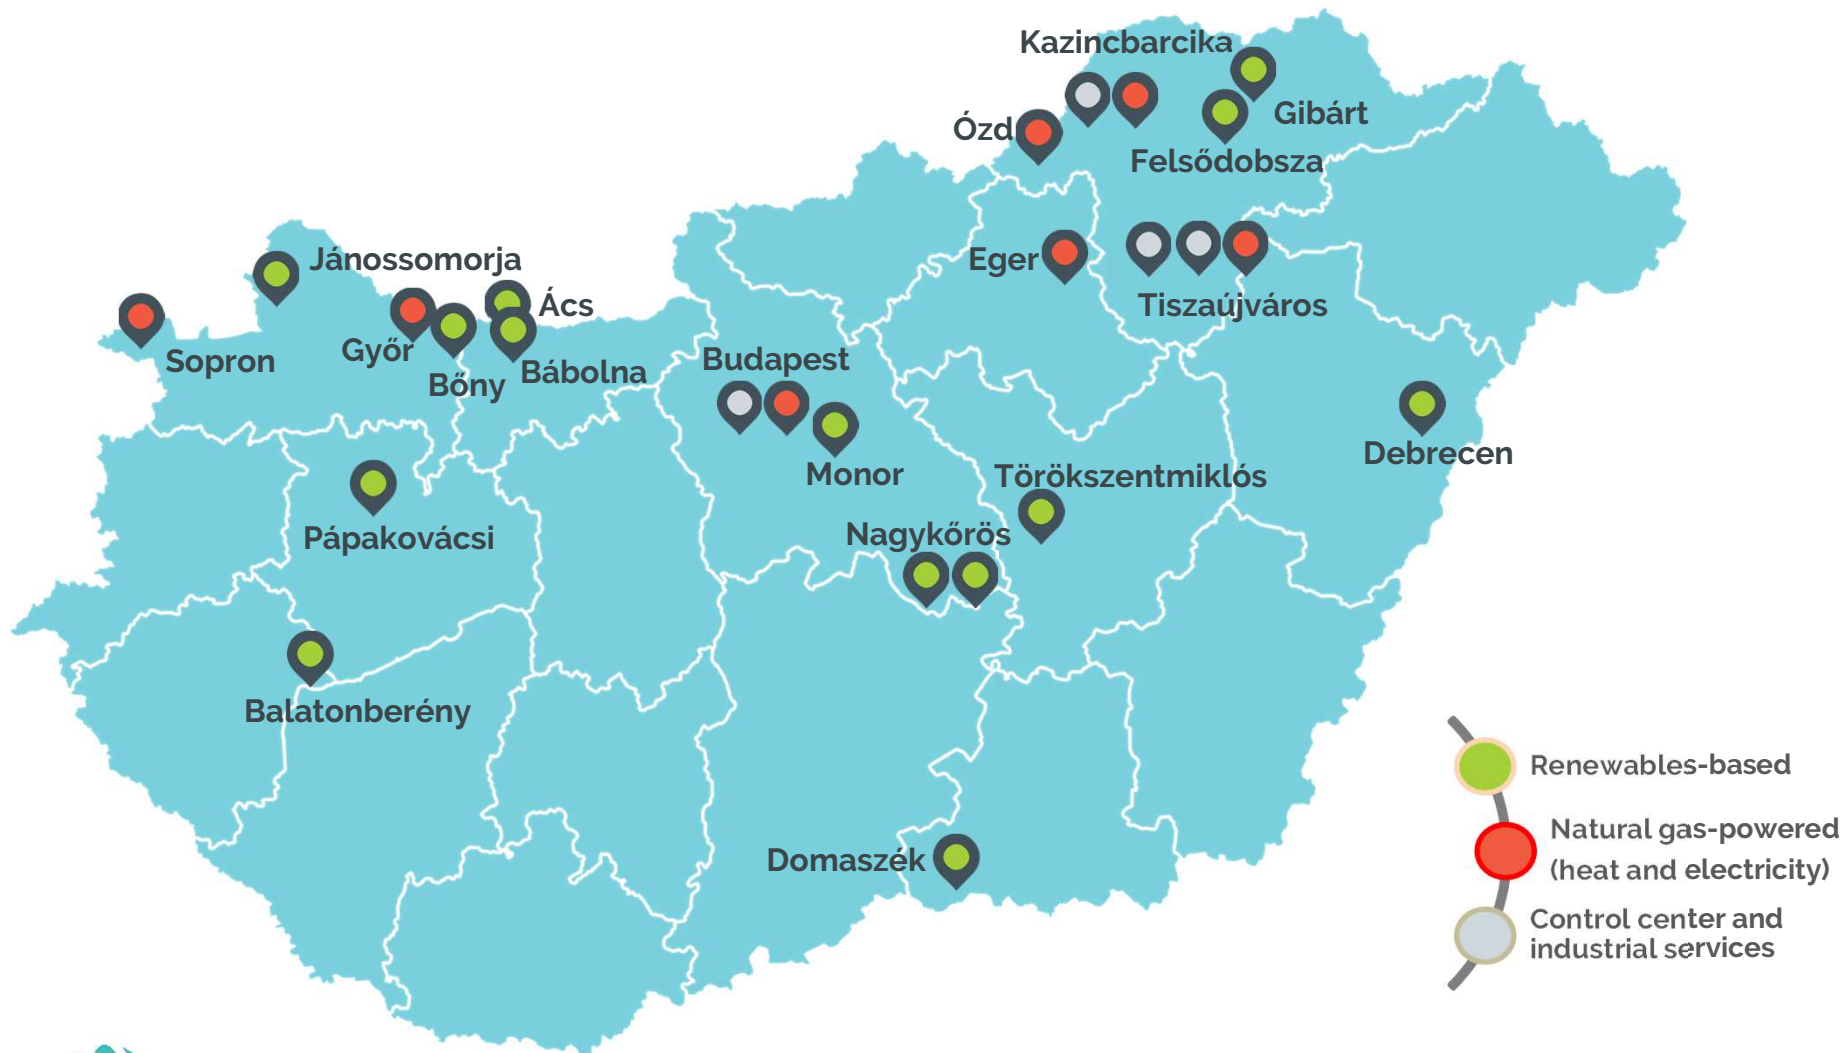 Kazincbarcika
Gibárt
Ózd
Felsődobsza
Jánossomorja
Eger
Ács
Tiszaújváros
Sopron
Győr
Budapest
Bőny
Bábolna
Debrecen
Monor
Törökszentmiklós
Pápakovácsi
Nagykőrös
Balatonberény
Domaszék
Renewables-based
Natural gas-powered
(heat and electricity)
Control center and
industrial services